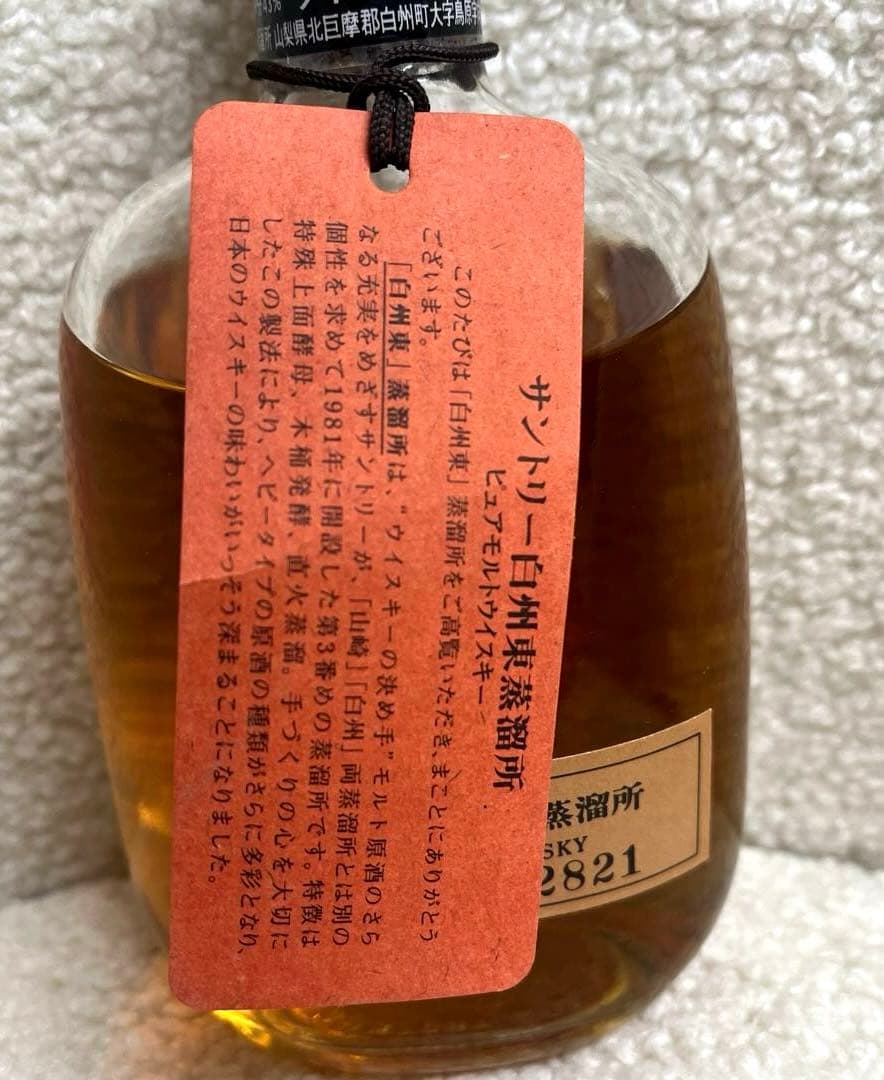 山梨県北巨摩郡白州町大字鳥原
サントリー白州東蒸溜所
ピュアモルトウイスキー
このたびは「白州東」蒸溜所をご高覧いただき、まことにありがとう
ございます。
「白州東」蒸溜所は、“ウイスキーの決め手”モルト原酒のさら
なる充実をめざすサントリーが、「山崎」「白州」両蒸溜所とは別の
個性を求めて1981年に開設した第3番めの蒸溜所です。特徴は
特殊上面酵母、木桶発酵、直火蒸溜。手づくりの心を大切に
したこの製法により、ヘビータイプの原酒の種類がさらに多彩となり、
日本のウイスキーの味わいがいっそう深まることになりました。
蒸溜所
SKY
2821